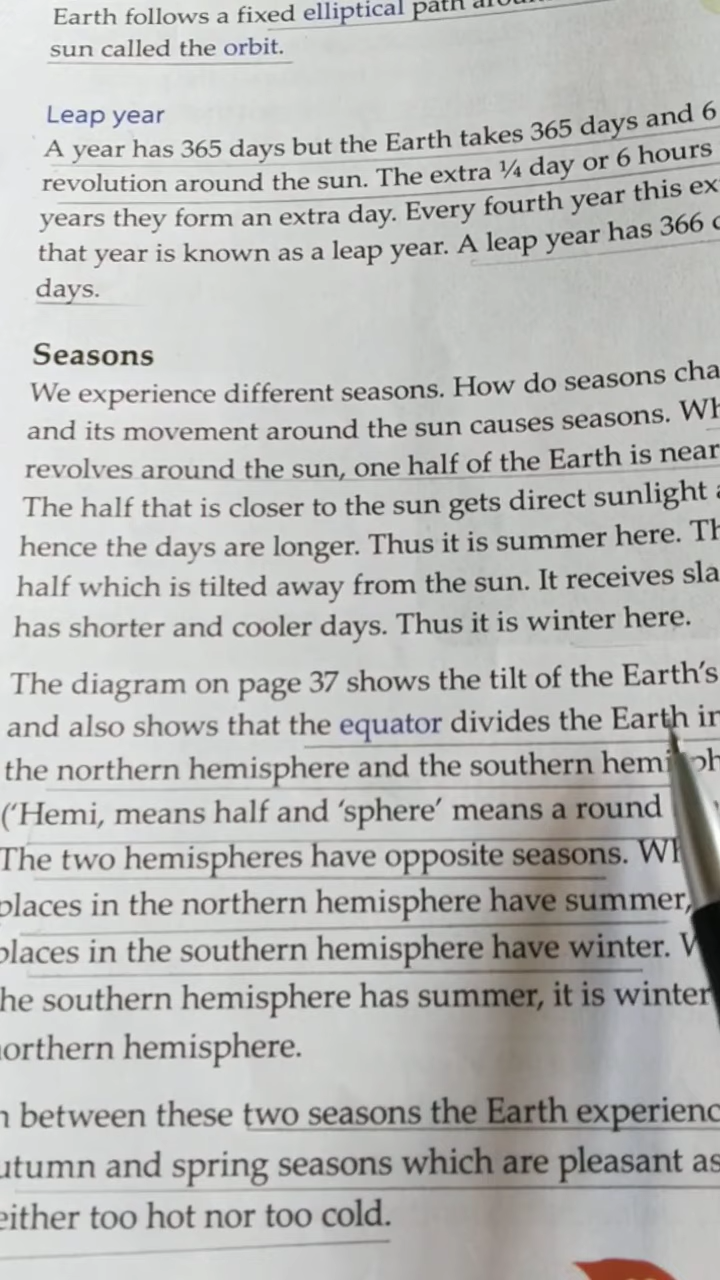 Earth follows a fixed elliptical path
sun called the orbit.
Leap year
A year has 365 days but the Earth takes 365 days and 6
revolution around the sun. The extra ¼ day or 6 hours
years they form an extra day. Every fourth year this ex
that year is known as a leap year. A leap year has 366
days.
Seasons
We experience different seasons. How do seasons cha
and its movement around the sun causes seasons. Wh
revolves around the sun, one half of the Earth is near
The half that is closer to the sun gets direct sunlight
hence the days are longer. Thus it is summer here. Th
half which is tilted away from the sun. It receives sla
has shorter and cooler days. Thus it is winter here.
The diagram on page 37 shows the tilt of the Earth's
and also shows that the equator divides the Earth in
the northern hemisphere and the southern hemi
('Hemi, means half and 'sphere' means a round
The two hemispheres have opposite seasons. Wh
places in the northern hemisphere have summer,
places in the southern hemisphere have winter. W
he southern hemisphere has summer, it is winter
orthern hemisphere.
n between these two seasons the Earth experienc
utumn and spring seasons which are pleasant as
either too hot nor too cold.